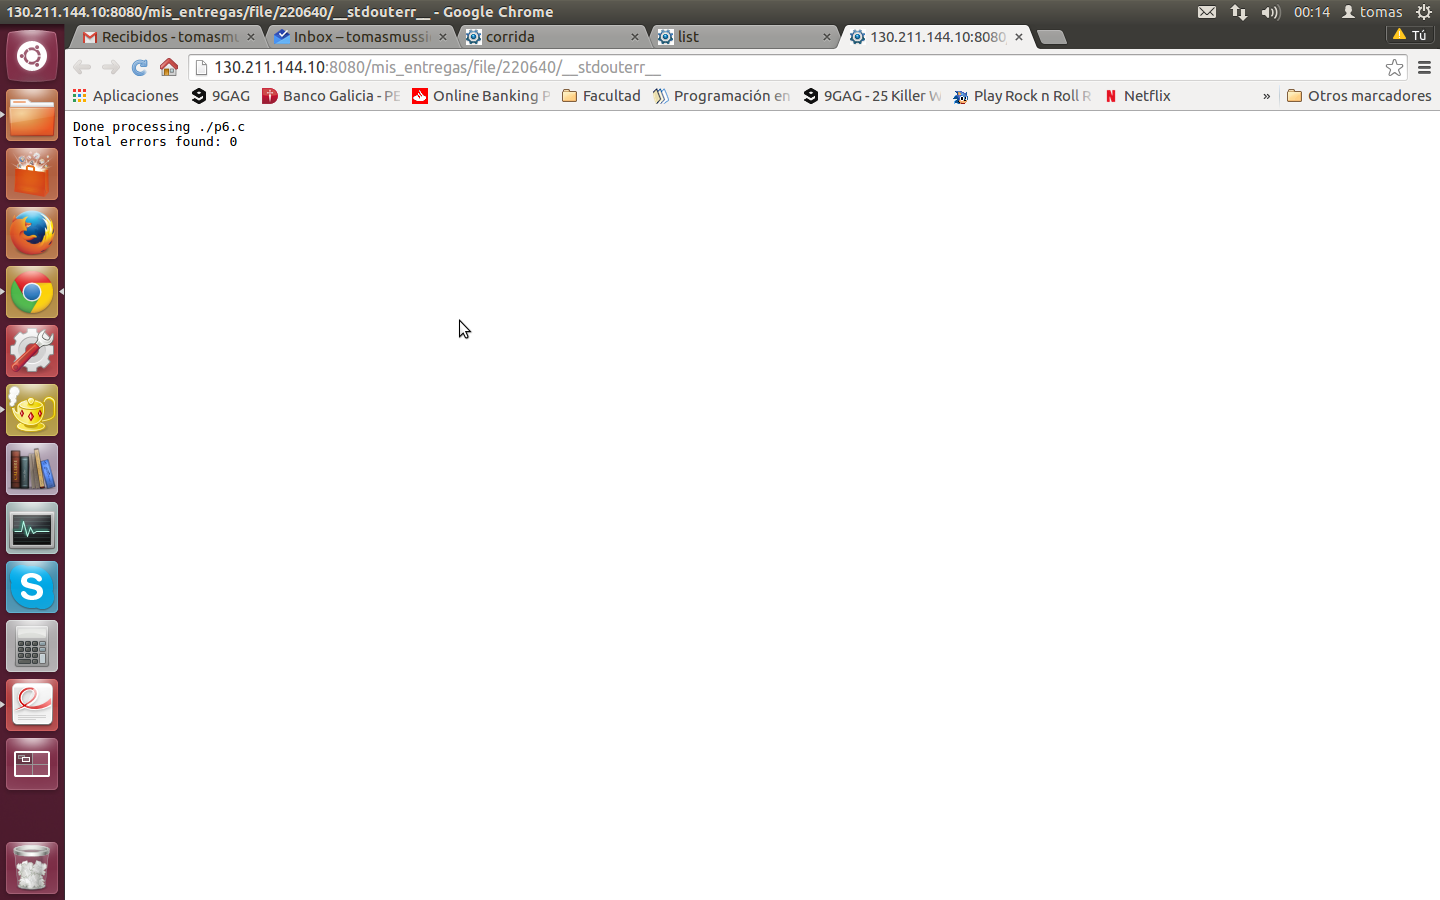 130.211.144.10:8080/mis_entregas/file/220640/__stdouterr__ - Google Chrome
00:14 tomas
Recibidos - tomasmu
Inbox – tomasmussi
corrida
list
130.211.144.10:8080
Tú
130.211.144.10:8080/mis_entregas/file/220640/__stdouterr__
Aplicaciones
9GAG
Banco Galicia - PE
Online Banking P
Facultad
Programación en
9GAG - 25 Killer W
Play Rock n Roll R
Netflix
»
Otros marcadores
Done processing ./p6.c
Total errors found: 0